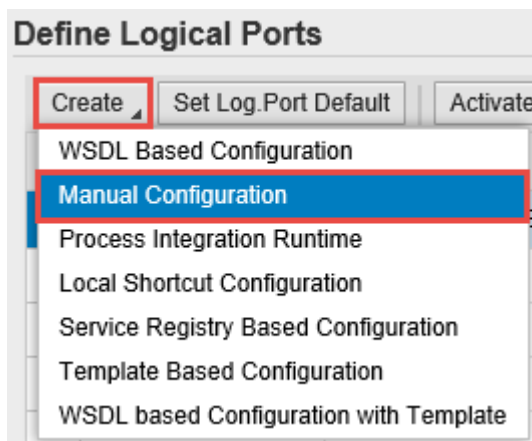 Define Logical Ports
Create Set Log.Port Default Activate
WSDL Based Configuration
Manual Configuration
Process Integration Runtime
Local Shortcut Configuration
Service Registry Based Configuration
Template Based Configuration
WSDL based Configuration with Template